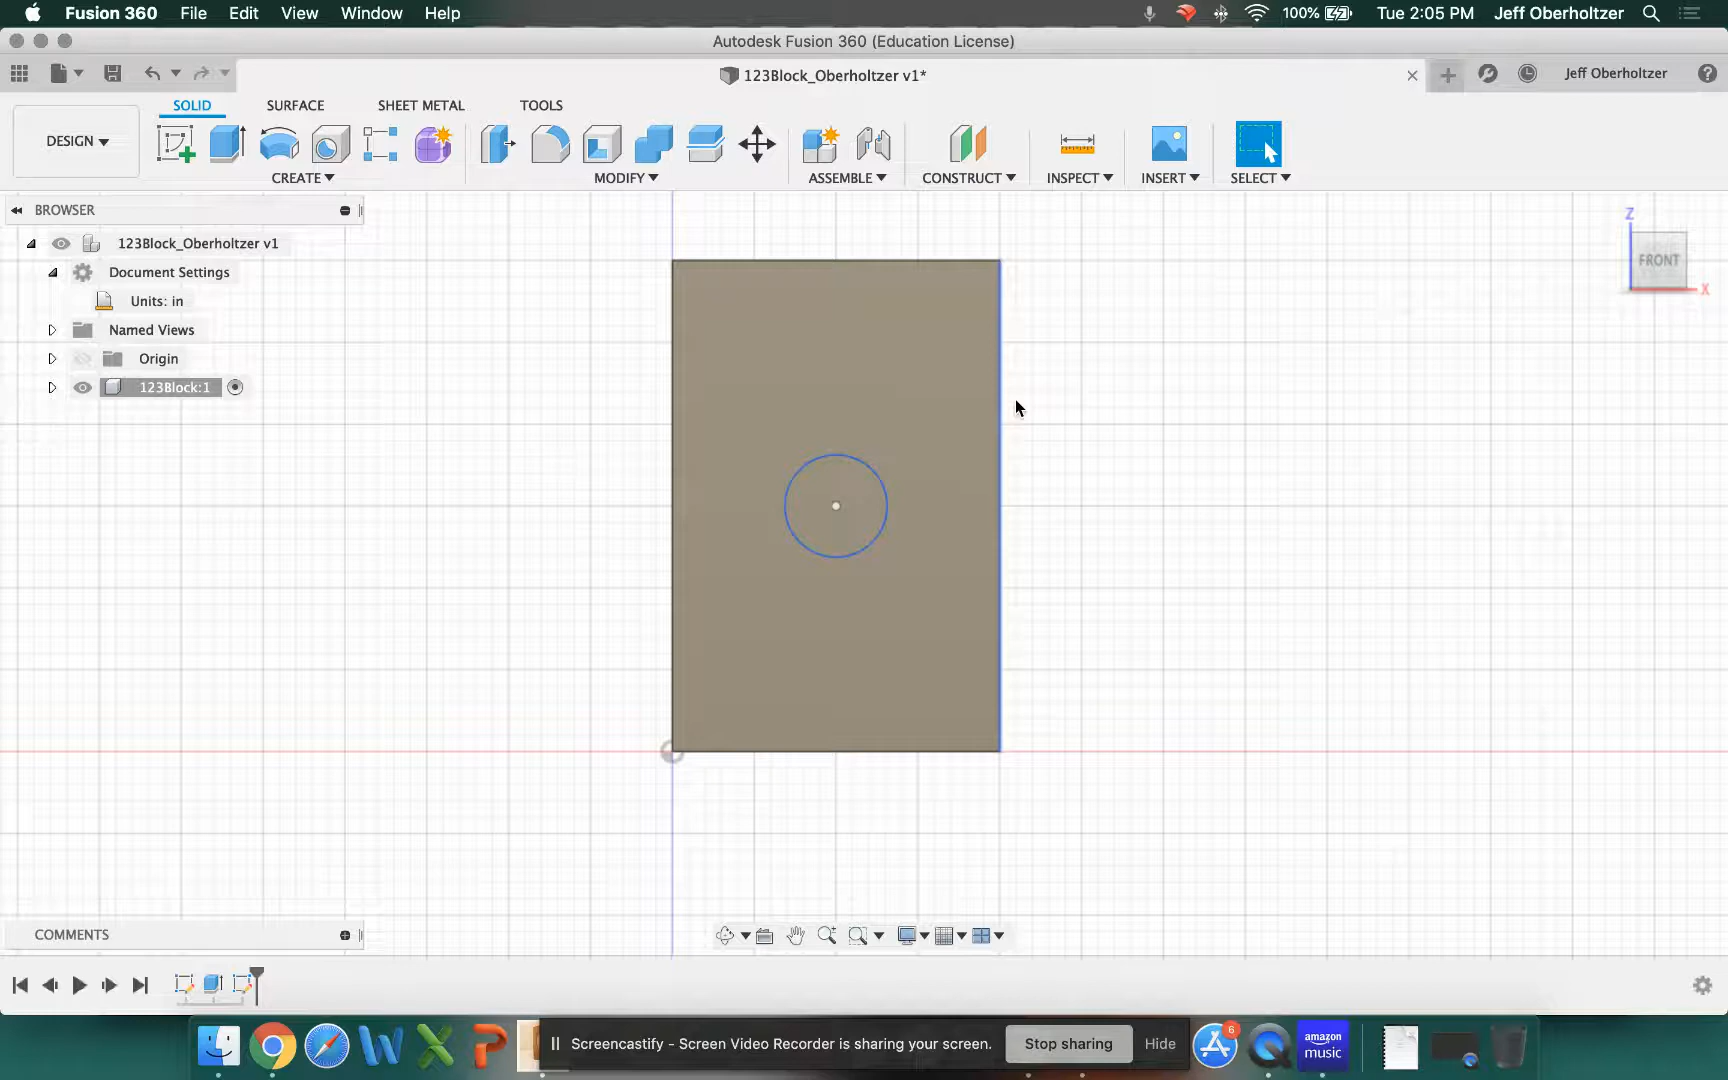 Fusion 360 File Edit View Window Help 100% Tue 2:05 PM Jeff Oberholtzer
Autodesk Fusion 360 (Education License)
123Block_Oberholtzer v1* Jeff Oberholtzer
SOLID SURFACE SHEET METAL TOOLS
DESIGN
CREATE MODIFY ASSEMBLE CONSTRUCT INSPECT INSERT SELECT
BROWSER
123Block_Oberholtzer v1
Document Settings
Units: in
Named Views
Origin
123Block:1
Z
FRONT
X
COMMENTS
W X P
Screencastify - Screen Video Recorder is sharing your screen. Stop sharing Hide
6
amazon
music